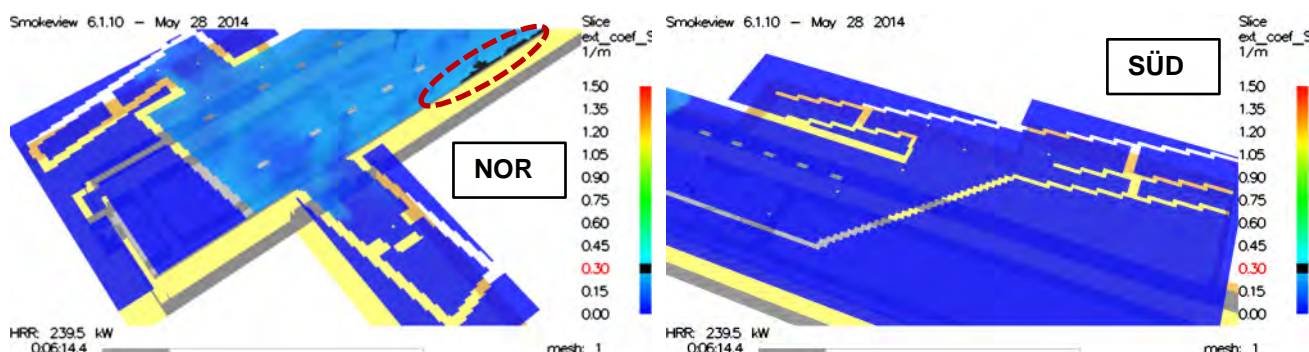 Smokeview 6.1.10 - May 28 2014
Slice
ext_coef_S
1/m
1.50
1.35
1.20
1.05
0.90
0.75
0.60
0.45
0.30
0.15
0.00
NOR
HRR: 239.5 kW
0:06:14.4
mesh: 1
Smokeview 6.1.10 - May 28 2014
Slice
ext_coef_S
1/m
SÜD
1.50
1.35
1.20
1.05
0.90
0.75
0.60
0.45
0.30
0.15
0.00
HRR: 239.5 kW
0:06:14.4
mesh: 1